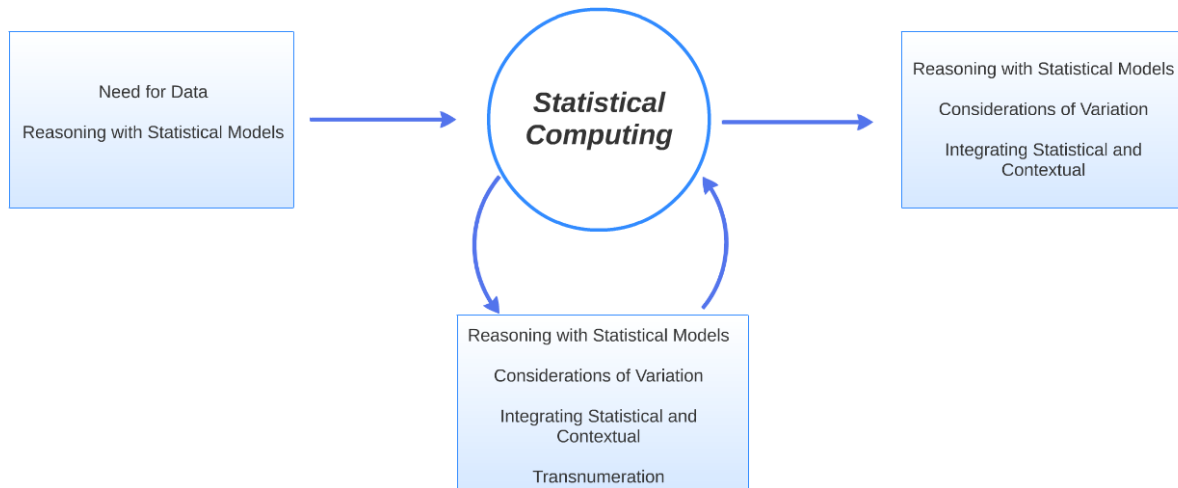 Need for Data
Reasoning with Statistical Models
Statistical
Computing
Reasoning with Statistical Models
Considerations of Variation
Integrating Statistical and
Contextual
Reasoning with Statistical Models
Considerations of Variation
Integrating Statistical and
Contextual
Transnumeration